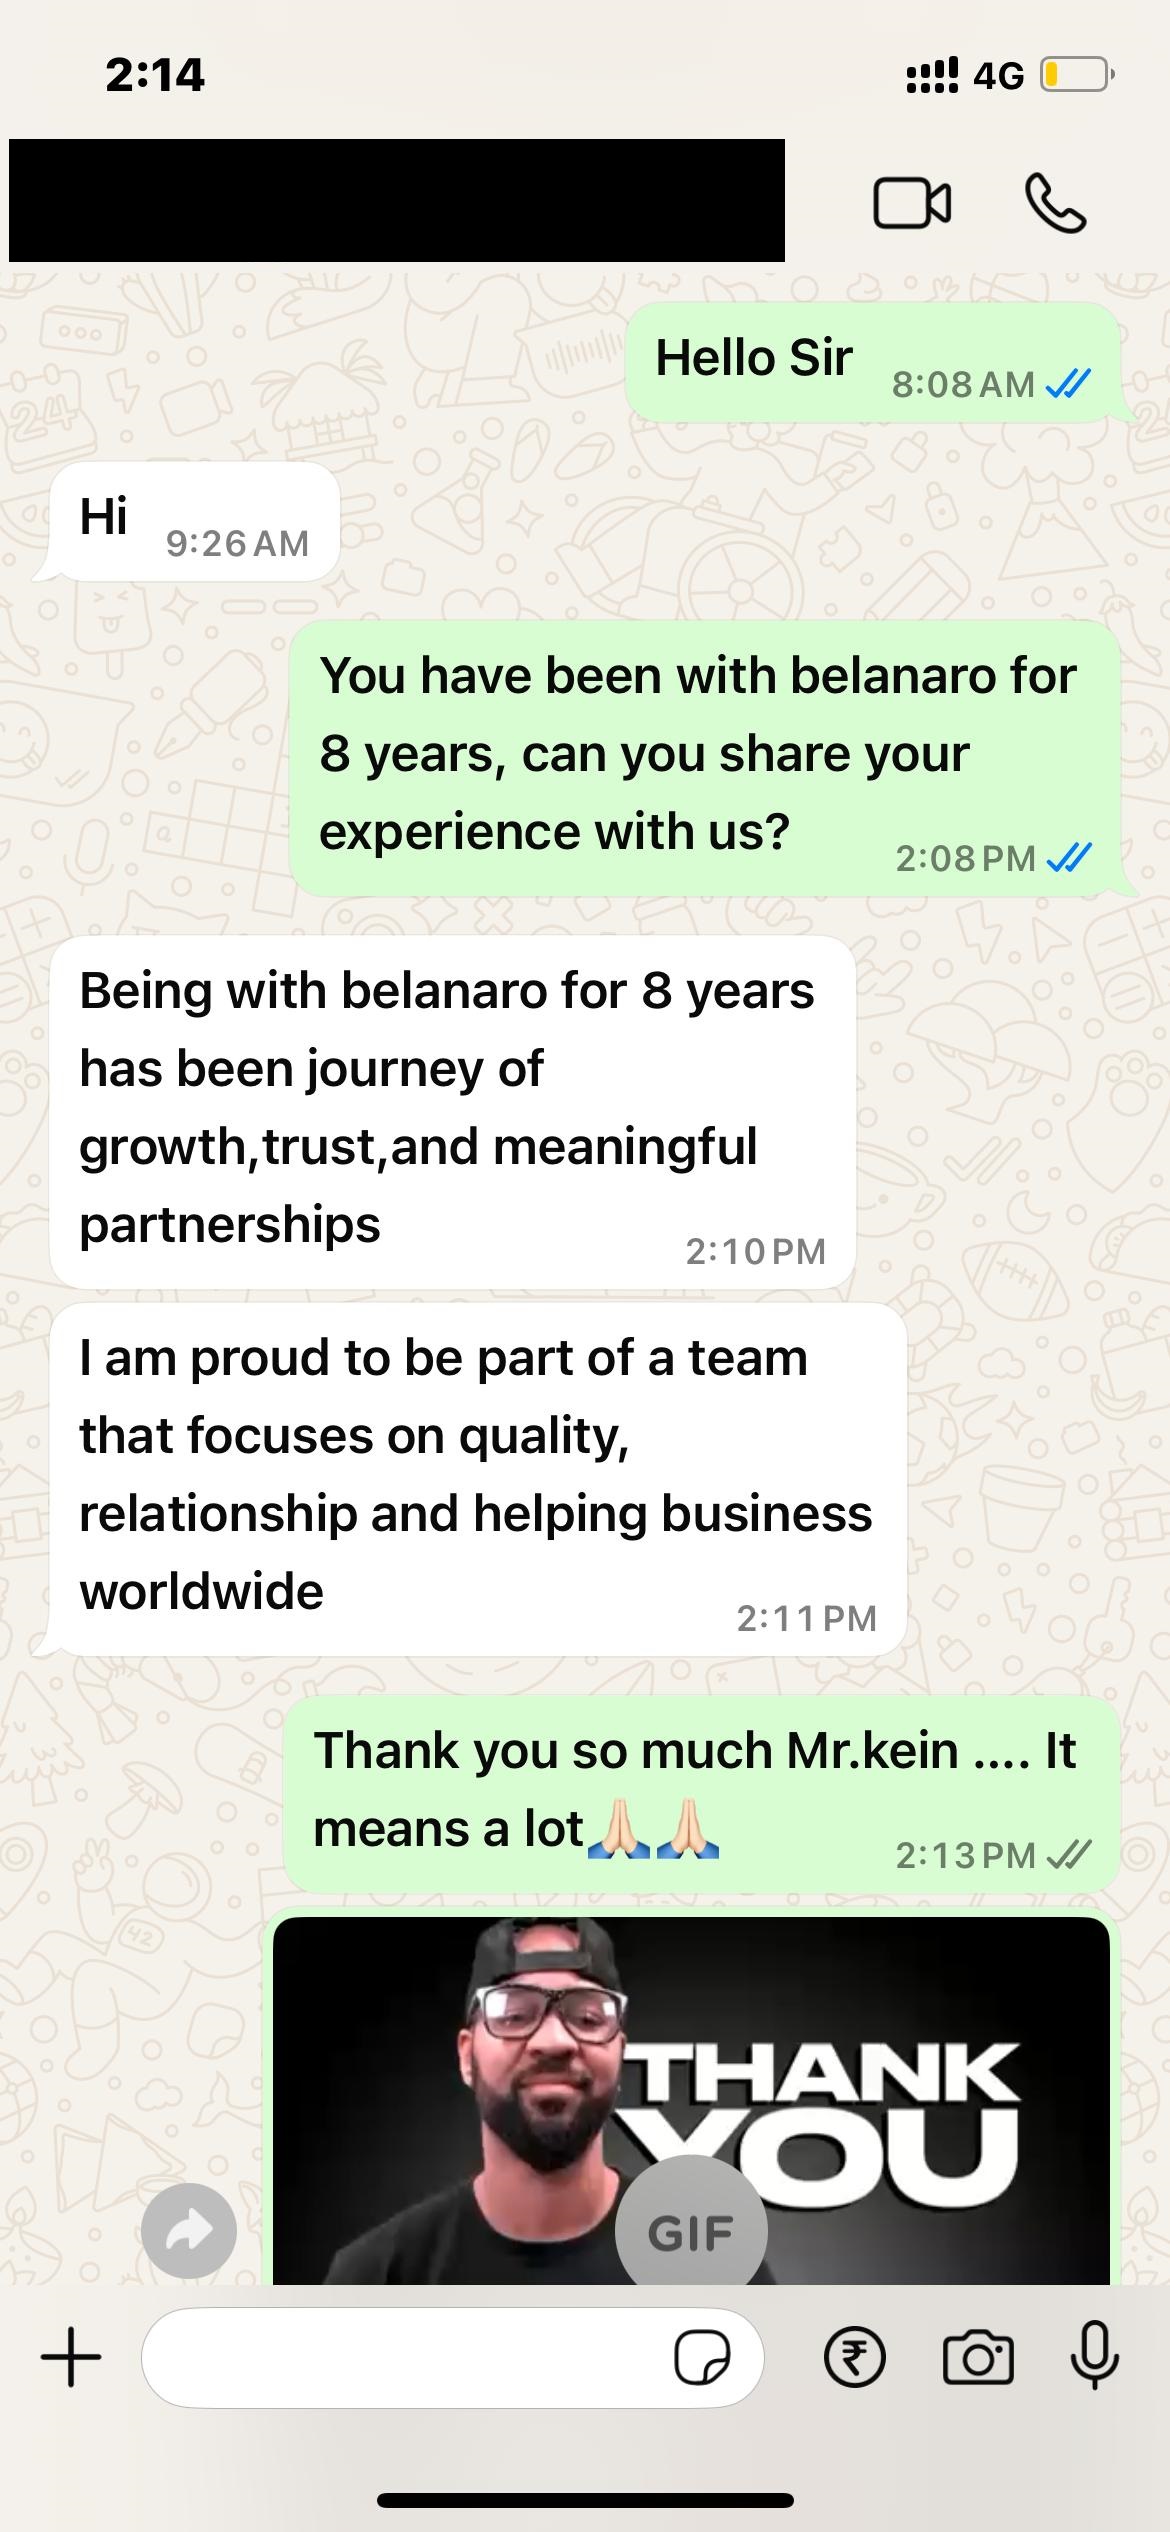 2:14
4G
Hello Sir
8:08 AM
Hi
9:26 AM
You have been with belanaro for
8 years, can you share your
experience with us?
2:08 PM
Being with belanaro for 8 years
has been journey of
growth,trust,and meaningful
partnerships
2:10 PM
I am proud to be part of a team
that focuses on quality,
relationship and helping business
worldwide
2:11 PM
Thank you so much Mr.kein .... It
means a lot🙏🏻🙏🏻
2:13 PM
THANK
YOU
GIF
₹